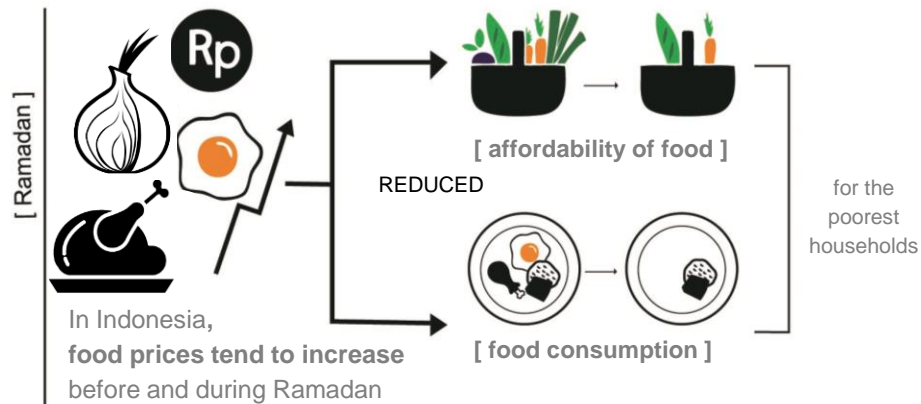 [ Ramadan ]
Rp
In Indonesia,
food prices tend to increase
before and during Ramadan
REDUCED
[ affordability of food ]
[ food consumption ]
for the
poorest
households